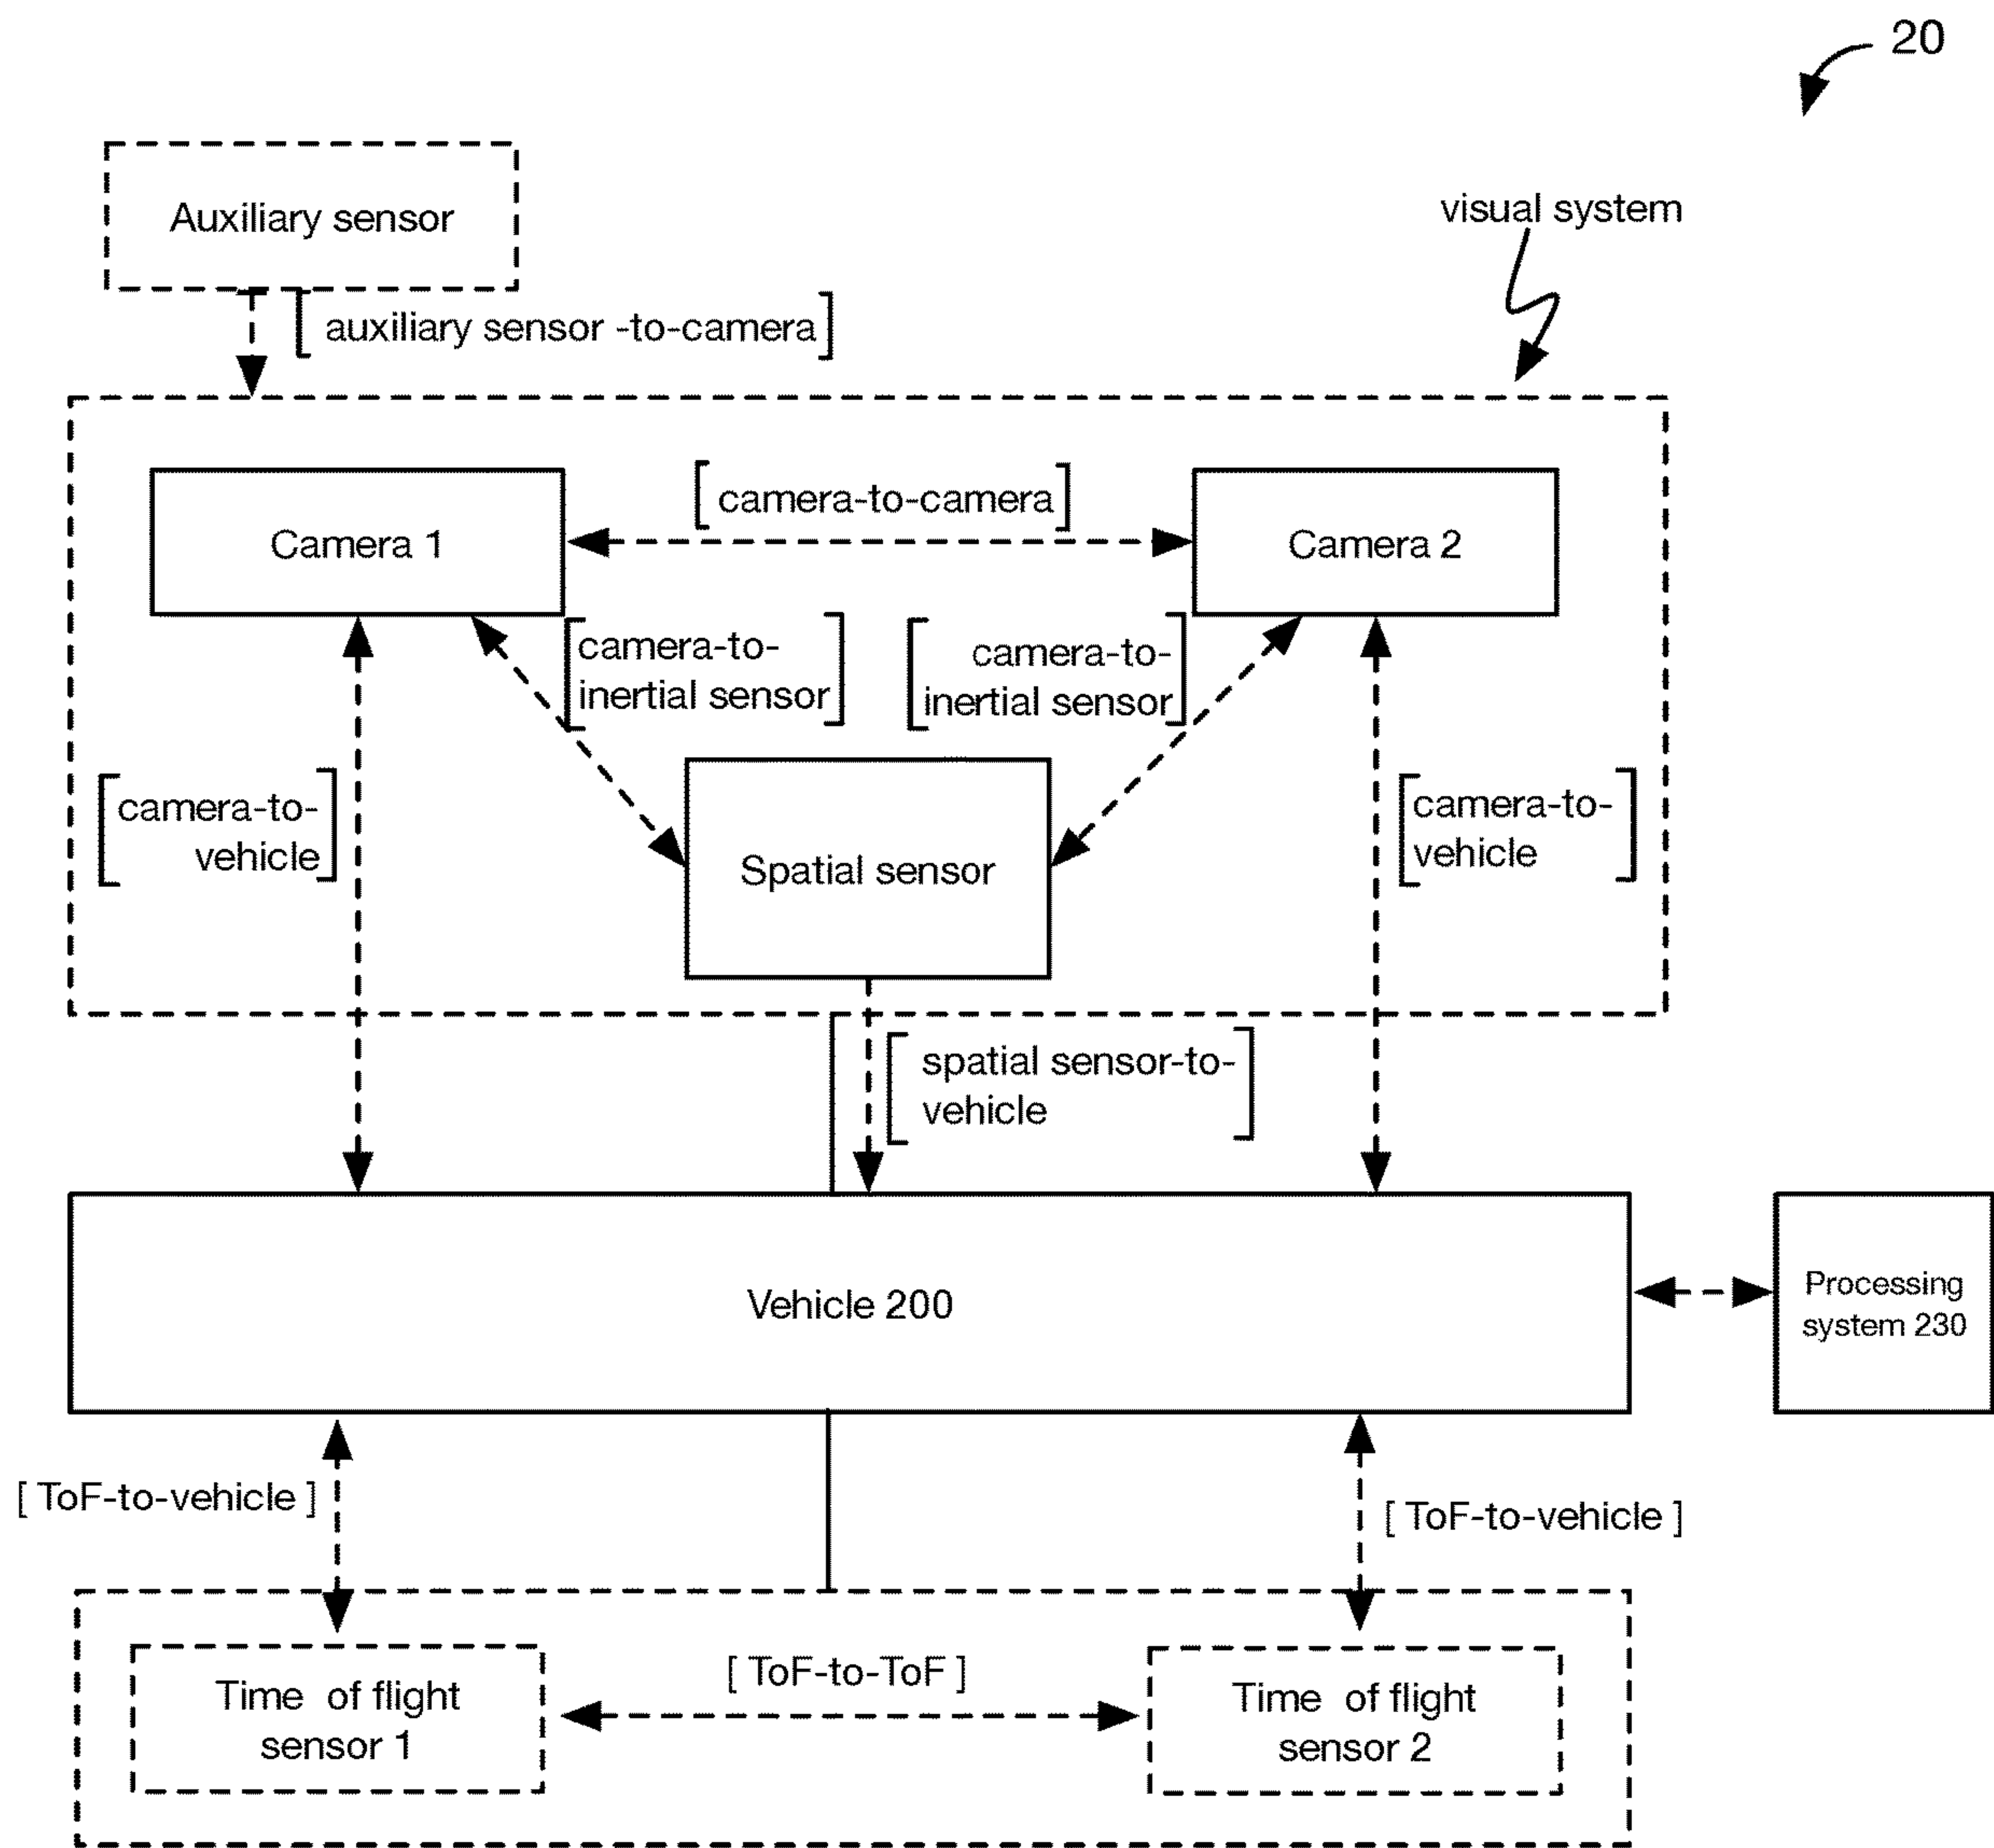 20
Auxiliary sensor
visual system
[ auxiliary sensor -to-camera ]
[ camera-to-camera ]
Camera 1
Camera 2
[ camera-to-
inertial sensor ]
[ camera-to-
inertial sensor ]
[ camera-to-
vehicle ]
Spatial sensor
[ camera-to-
vehicle ]
[ spatial sensor-to-
vehicle ]
Vehicle 200
Processing
system 230
[ ToF-to-vehicle ]
[ ToF-to-vehicle ]
[ ToF-to-ToF ]
Time of flight
sensor 1
Time of flight
sensor 2